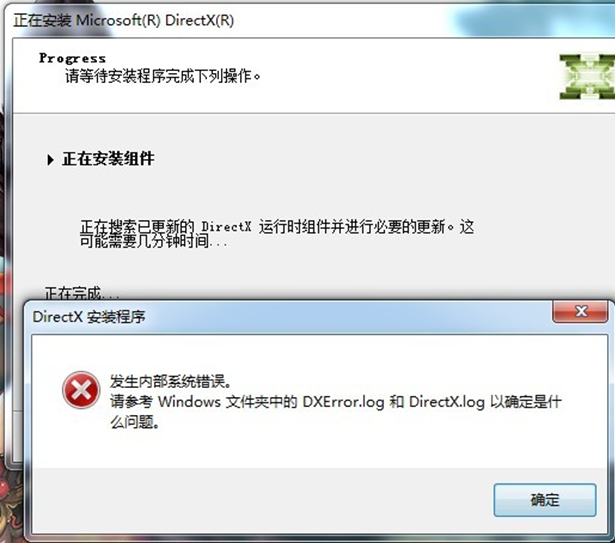 正在安装 Microsoft(R) DirectX(R)
Progress
请等待安装程序完成下列操作。
正在安装组件
正在搜索已更新的 DirectX 运行时组件并进行必要的更新。这
可能需要几分钟时间...
正在完成...
DirectX 安装程序
发生内部系统错误。
请参考 Windows 文件夹中的 DXError.log 和 DirectX.log 以确定是什
么问题。
确定